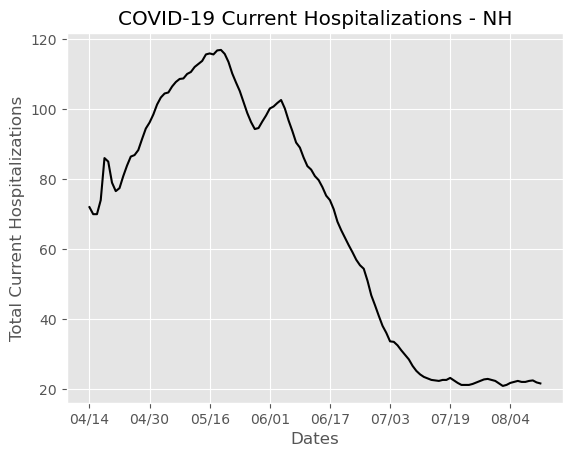 COVID-19 Current Hospitalizations - NH
Total Current Hospitalizations
120
100
80
60
40
20
04/14 04/30 05/16 06/01 06/17 07/03 07/19 08/04
Dates